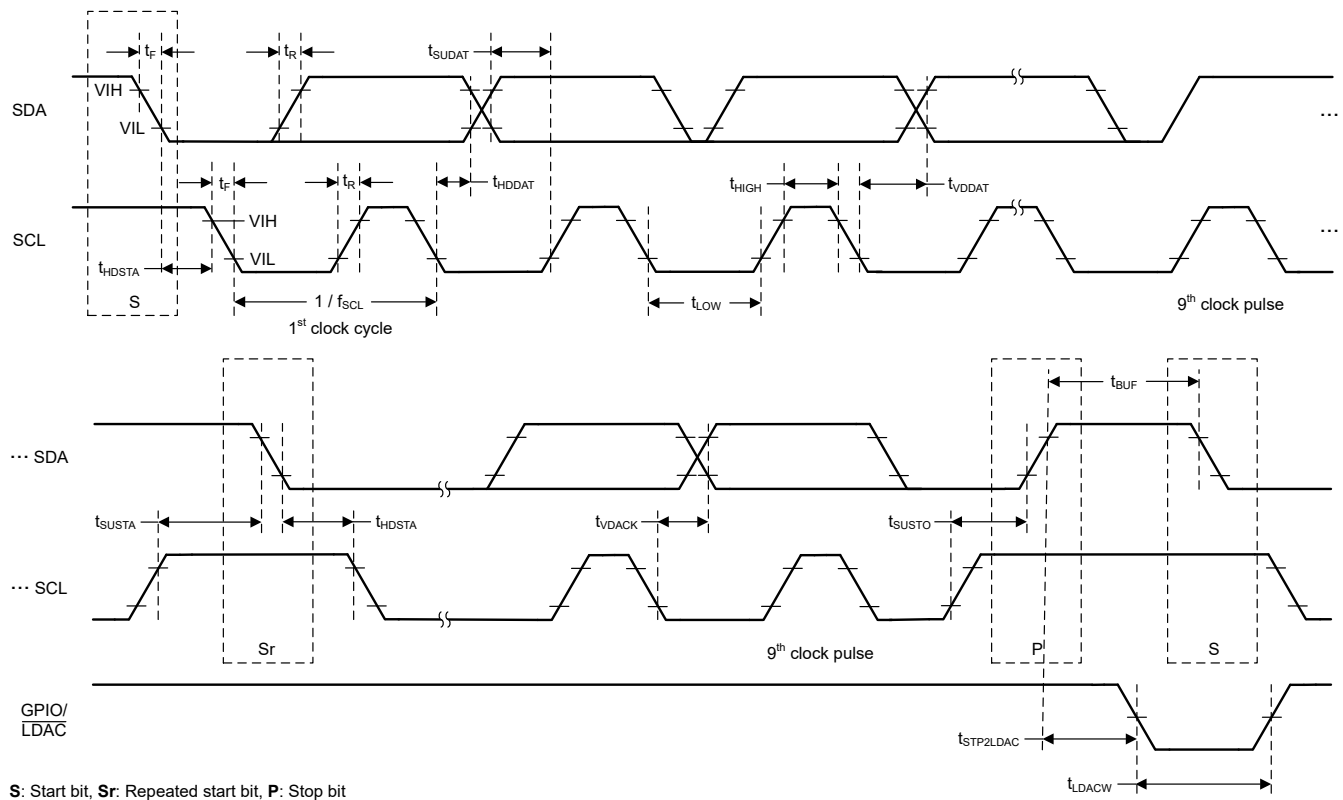 tF
tR
tSUDAT
VIH
SDA
VIL
...
tF
tR
tHDDAT
tHIGH
tVDDAT
VIH
SCL
...
VIL
tHDSTA
S
1 / fSCL
tLOW
9th clock pulse
1st clock cycle
tBUF
... SDA
tSUSTA
tHDSTA
tVDACK
tSUSTO
... SCL
Sr
9th clock pulse
P
S
GPIO/
LDAC
tSTP2LDAC
tLDACW
S: Start bit, Sr: Repeated start bit, P: Stop bit